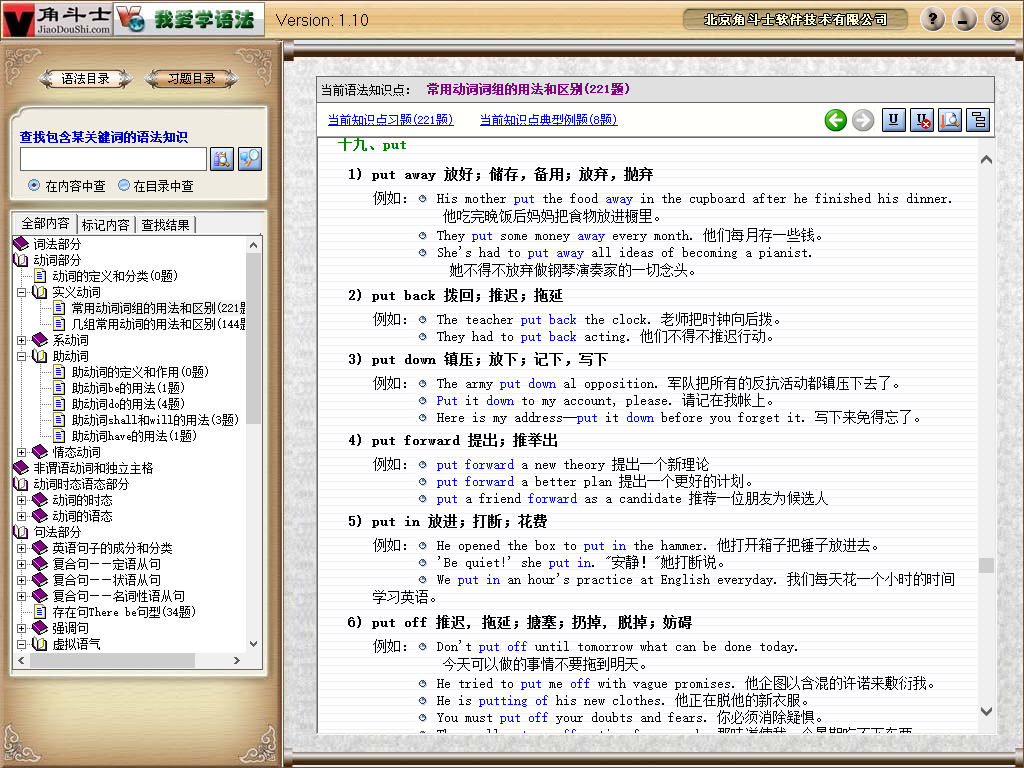 角斗士
JiaoDouShi.com
我爱学语法
Version: 1.10
北京角斗士软件技术有限公司
语法目录
习题目录
查找包含某关键词的语法知识
在内容中查
在目录中查
全部内容 标记内容 查找结果
词法部分
动词部分
动词的定义和分类(0题)
实义动词
常用动词词组的用法和区别(221题
几组常用动词的用法和区别(144题
系动词
助动词
助动词的定义和作用(0题)
助动词be的用法(1题)
助动词do的用法(4题)
助动词shall和will的用法(3题)
助动词have的用法(1题)
情态动词
非谓语动词和独立主格
动词时态语态部分
动词的时态
动词的语态
句法部分
英语句子的成分和分类
复合句——定语从句
复合句——状语从句
复合句——名词性语从句
存在句There be句型(34题)
强调句
虚拟语气
当前语法知识点： 常用动词词组的用法和区别(221题)
当前知识点习题(221题) 当前知识点典型例题(8题)
十九、put
1) put away 放好；储存，备用；放弃，抛弃
例如： His mother put the food away in the cupboard after he finished his dinner.
他吃完晚饭后妈妈把食物放进橱里。
They put some money away every month. 他们每月存一些钱。
She's had to put away all ideas of becoming a pianist.
她不得不放弃做钢琴演奏家的一切念头。
2) put back 拨回；推迟；拖延
例如： The teacher put back the clock. 老师把时钟向后拨。
They had to put back acting. 他们不得不推迟行动。
3) put down 镇压；放下；记下，写下
例如： The army put down al opposition. 军队把所有的反抗活动都镇压下去了。
Put it down to my account, please. 请记在我帐上。
Here is my address—put it down before you forget it. 写下来免得忘了。
4) put forward 提出；推举出
例如： put forward a new theory 提出一个新理论
put forward a better plan 提出一个更好的计划。
put a friend forward as a candidate 推荐一位朋友为候选人
5) put in 放进；打断；花费
例如： He opened the box to put in the hammer. 他打开箱子把锤子放进去。
'Be quiet!' she put in. "安静！"她打断说。
We put in an hour's practice at English everyday. 我们每天花一个小时的时间
学习英语。
6) put off 推迟，拖延；搪塞；扔掉，脱掉；妨碍
例如： Don't put off until tomorrow what can be done today.
今天可以做的事情不要拖到明天。
He tried to put me off with vague promises. 他企图以含混的许诺来敷衍我。
He is putting of his new clothes. 他正在脱他的新衣服。
You must put off your doubts and fears. 你必须消除疑惧。